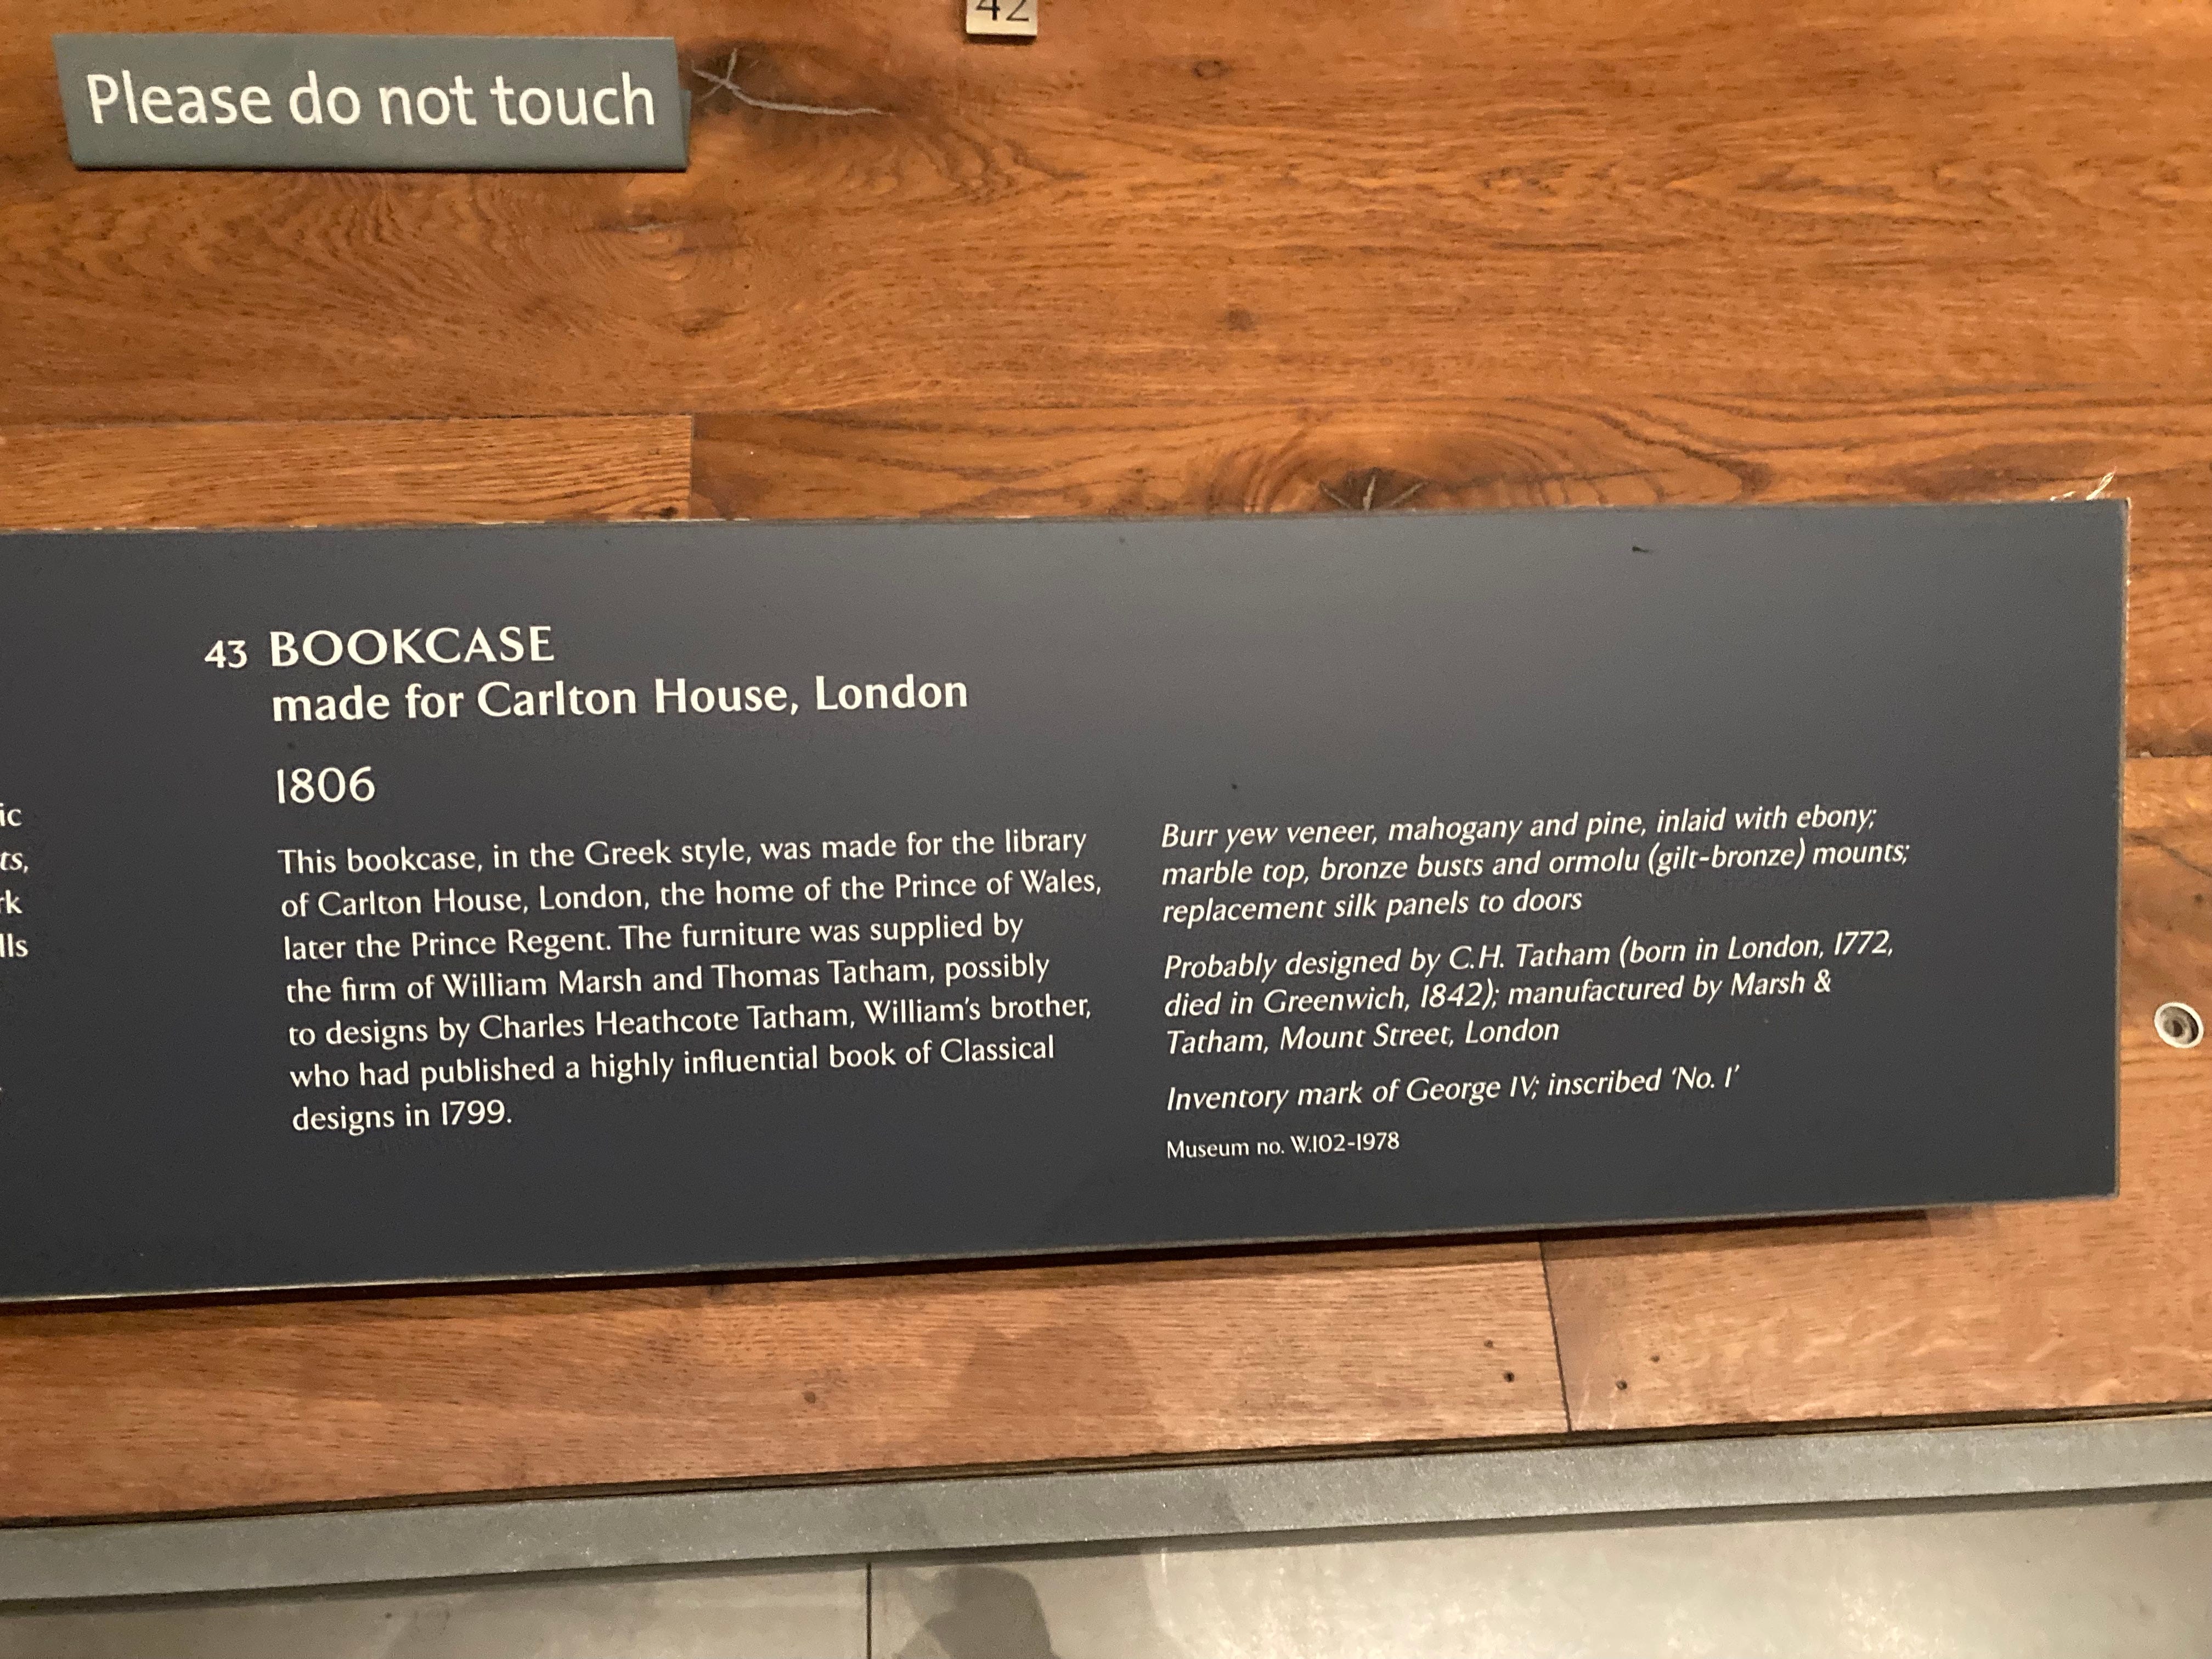 42
Please do not touch
43 BOOKCASE
made for Carlton House, London
1806
This bookcase, in the Greek style, was made for the library
of Carlton House, London, the home of the Prince of Wales,
later the Prince Regent. The furniture was supplied by
the firm of William Marsh and Thomas Tatham, possibly
to designs by Charles Heathcote Tatham, William's brother,
who had published a highly influential book of Classical
designs in 1799.
Burr yew veneer, mahogany and pine, inlaid with ebony;
marble top, bronze busts and ormolu (gilt-bronze) mounts;
replacement silk panels to doors
Probably designed by C.H. Tatham (born in London, 1772,
died in Greenwich, 1842); manufactured by Marsh &
Tatham, Mount Street, London
Inventory mark of George IV; inscribed 'No. 1'
Museum no. W.102-1978